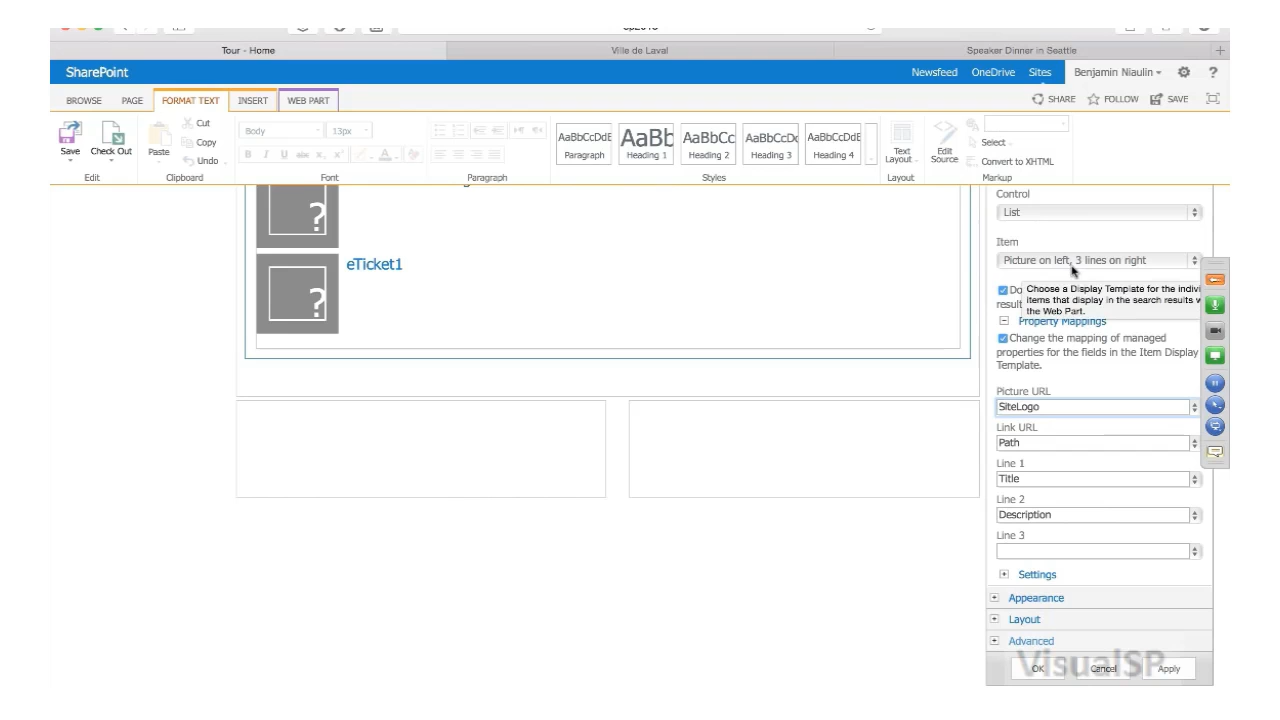 Tour - Home
Ville de Laval
Speaker Dinner in Seattle
+
SharePoint
Newsfeed OneDrive Sites Benjamin Niaulin ?
BROWSE PAGE FORMAT TEXT INSERT WEB PART
SHARE FOLLOW SAVE
Save
Check Out
Edit
Paste
Cut
Copy
Undo
Clipboard
Body 13px
B I U abc x₂ x² A
Font
Paragraph
AaBbCcDdE AaBb AaBbCc AaBbCcDc AaBbCcDdE
Paragraph Heading 1 Heading 2 Heading 3 Heading 4
Styles
Text Layout
Layout
Edit Source
Select
Convert to XHTML
Markup
?
eTicket1
?
Control
List
Item
Picture on left, 3 lines on right
Do
Choose a Display Template for the indivi
resul
items that display in the search results w
the Web Part.
Property Mappings
Change the mapping of managed
properties for the fields in the Item Display
Template.
Picture URL
SiteLogo
Link URL
Path
Line 1
Title
Line 2
Description
Line 3
Settings
Appearance
Layout
Advanced
VisualSP
OK Cancel Apply